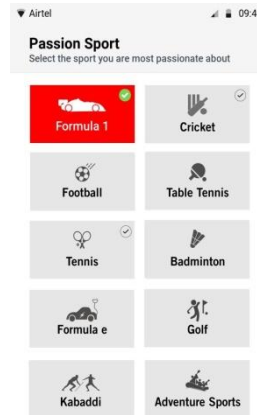 Airtel 09:4
Passion Sport
Select the sport you are most passionate about
Formula 1
Cricket
Football
Table Tennis
Tennis
Badminton
Formula e
Golf
Kabaddi
Adventure Sports